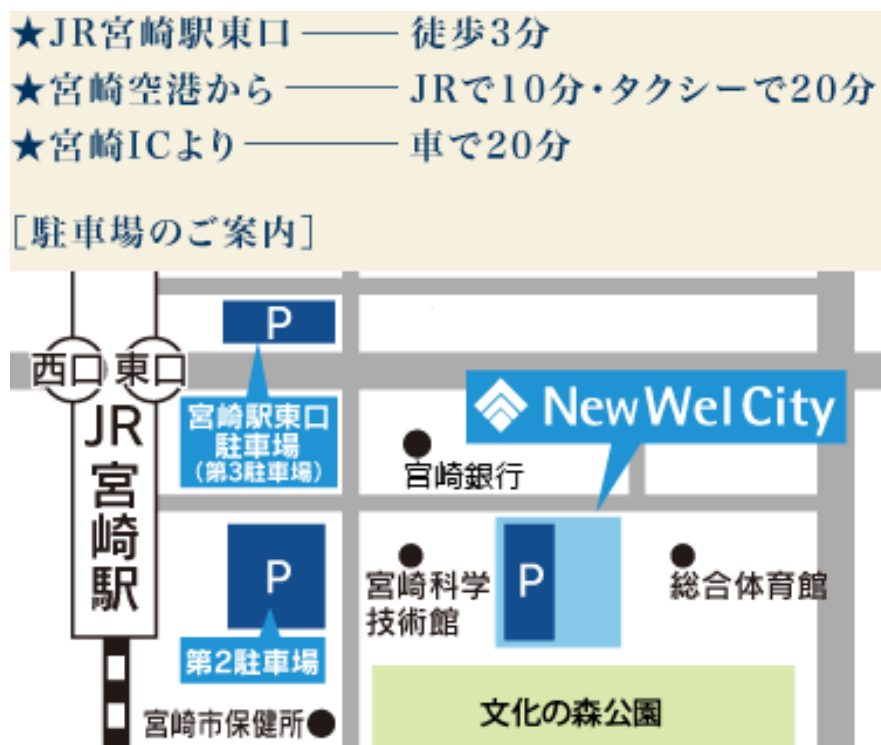 ★JR宮崎駅東口 ―― 徒歩3分
★宮崎空港から ―― JRで10分・タクシーで20分
★宮崎ICより ―― 車で20分
[駐車場のご案内]
P
西口
東口
JR宮崎駅
宮崎駅東口
駐車場
(第3駐車場)
New Wel City
宮崎銀行
P
第2駐車場
宮崎科学
技術館
P
総合体育館
文化の森公園
宮崎市保健所